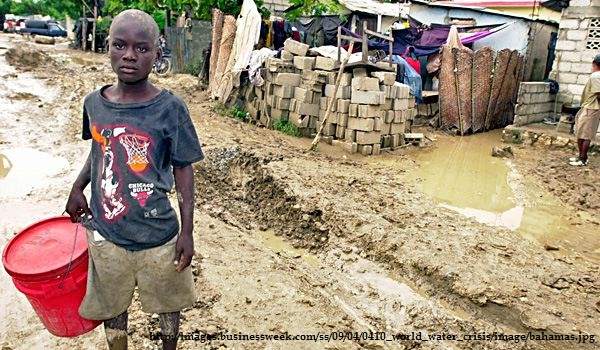 CHICAGO
BULLS
http://images.businessweek.com/ss/09/04/0410_world_water_crisis/image/bahamas.jpg